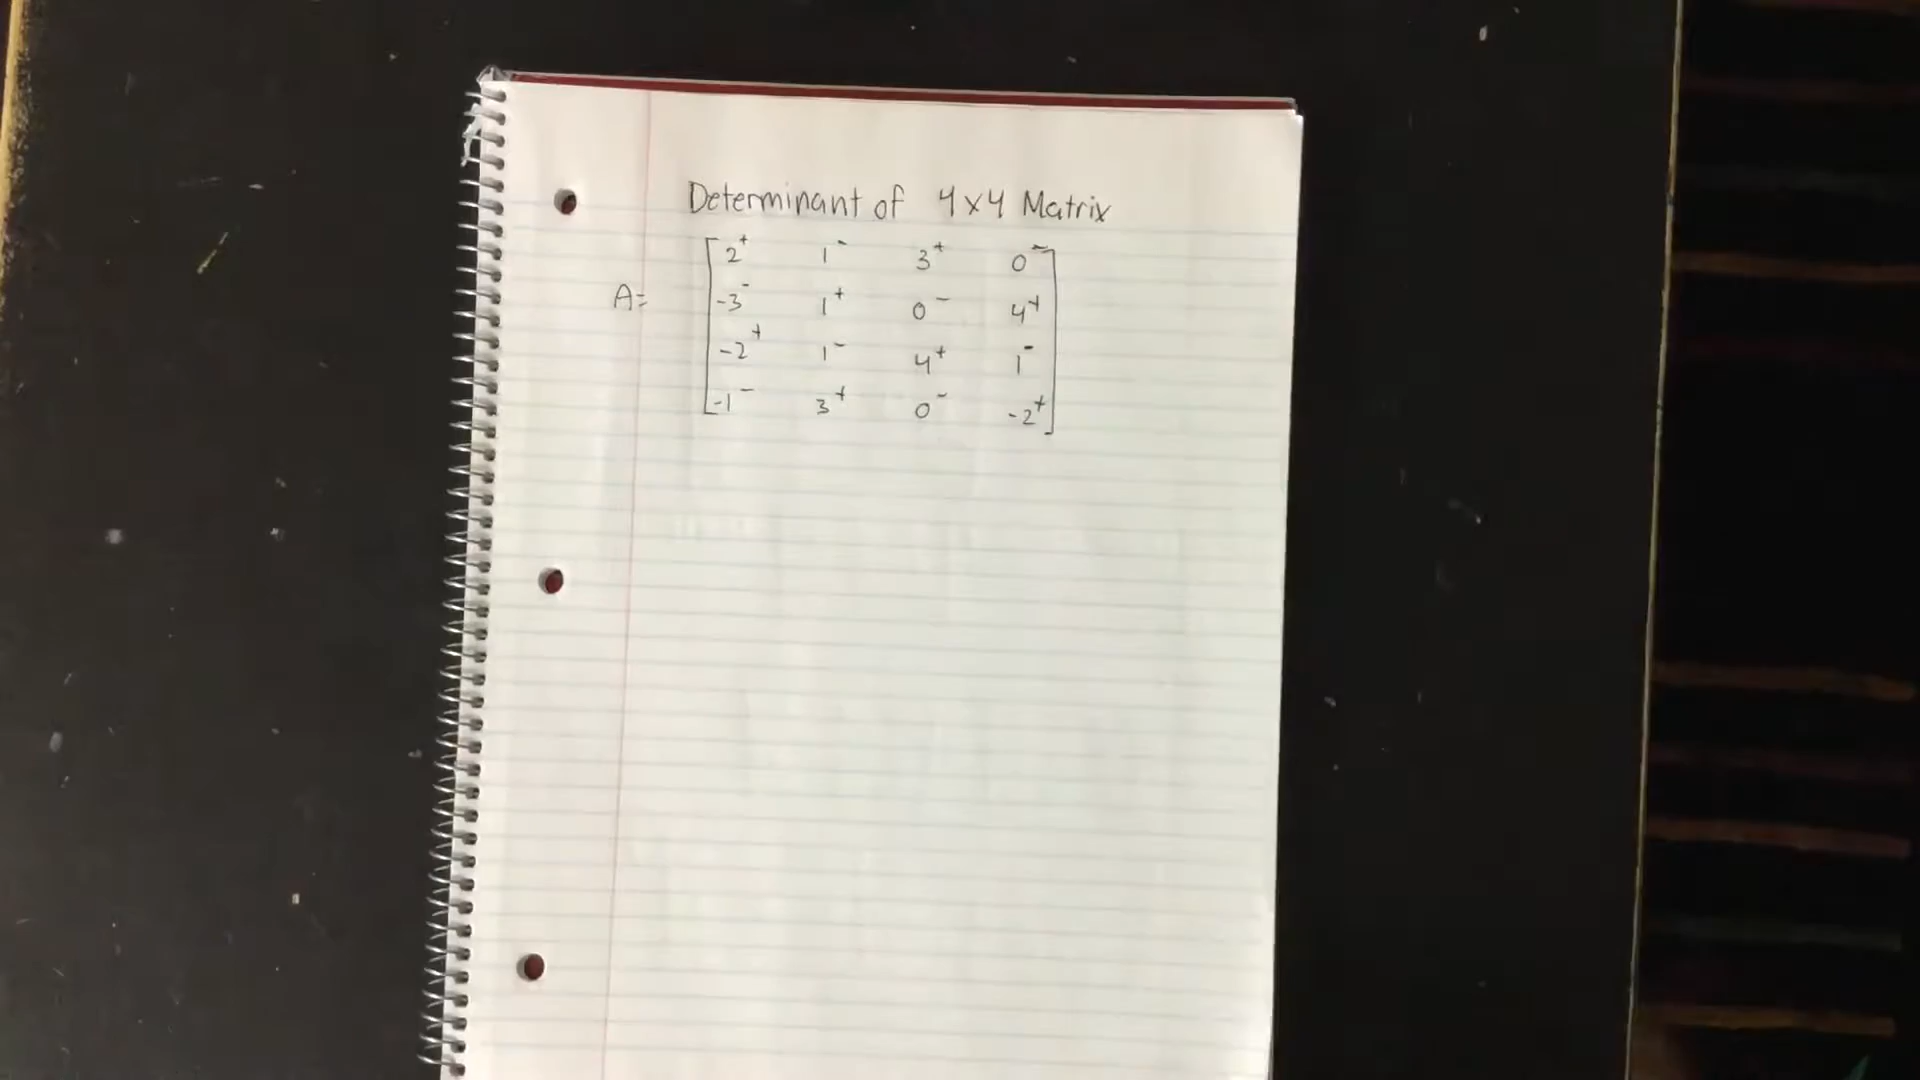 Determinant of 4x4 Matrix
2⁺ 1⁻ 3⁺ 0⁻
A= -3⁻ 1⁺ 0⁻ 4⁺
-2⁺ 1⁻ 4⁺ 1⁻
-1⁻ 3⁺ 0⁻ -2⁺